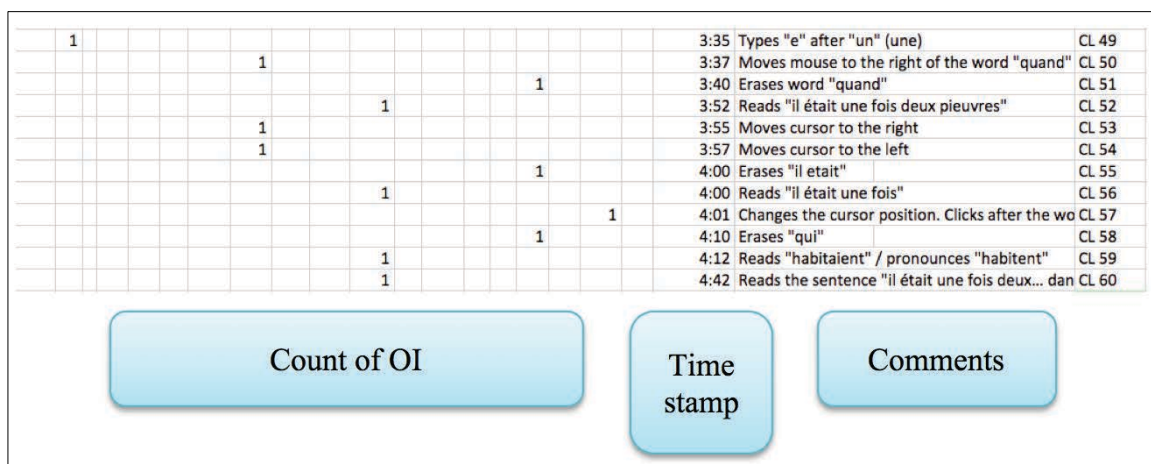 1 3:35 Types "e" after "un" (une) CL 49
1 3:37 Moves mouse to the right of the word "quand" CL 50
1 3:40 Erases word "quand" CL 51
1 3:52 Reads "il était une fois deux pieuvres" CL 52
1 3:55 Moves cursor to the right CL 53
1 3:57 Moves cursor to the left CL 54
1 4:00 Erases "il etait" CL 55
1 4:00 Reads "il était une fois" CL 56
1 4:01 Changes the cursor position. Clicks after the wo CL 57
1 4:10 Erases "qui" CL 58
1 4:12 Reads "habitaient" / pronounces "habitent" CL 59
1 4:42 Reads the sentence "il était une fois deux... dan CL 60
Count of OI
Time
stamp
Comments